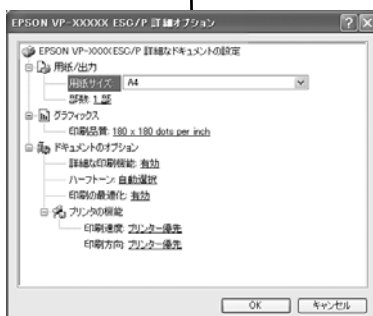 EPSON VP-XXXXX ESC/P 詳細オプション
EPSON VP-XXXX ESC/P 詳細なドキュメントの設定
用紙/出力
用紙サイズ: A4
部数: 1 部
グラフィックス
印刷品質: 180 x 180 dots per inch
ドキュメントのオプション
詳細な印刷機能: 有効
ハーフトーン: 自動選択
印刷の最適化: 有効
プリンタの機能
印刷速度: プリンター優先
印刷方向: プリンター優先
OK
キャンセル